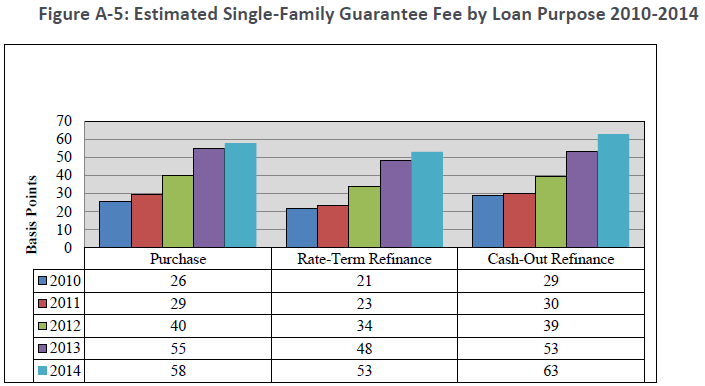 Figure A-5: Estimated Single-Family Guarantee Fee by Loan Purpose 2010-2014
70
60
50
40
30
20
10
0
Basis Points
Purchase Rate-Term Refinance Cash-Out Refinance
2010 26 21 29
2011 29 23 30
2012 40 34 39
2013 55 48 53
2014 58 53 63